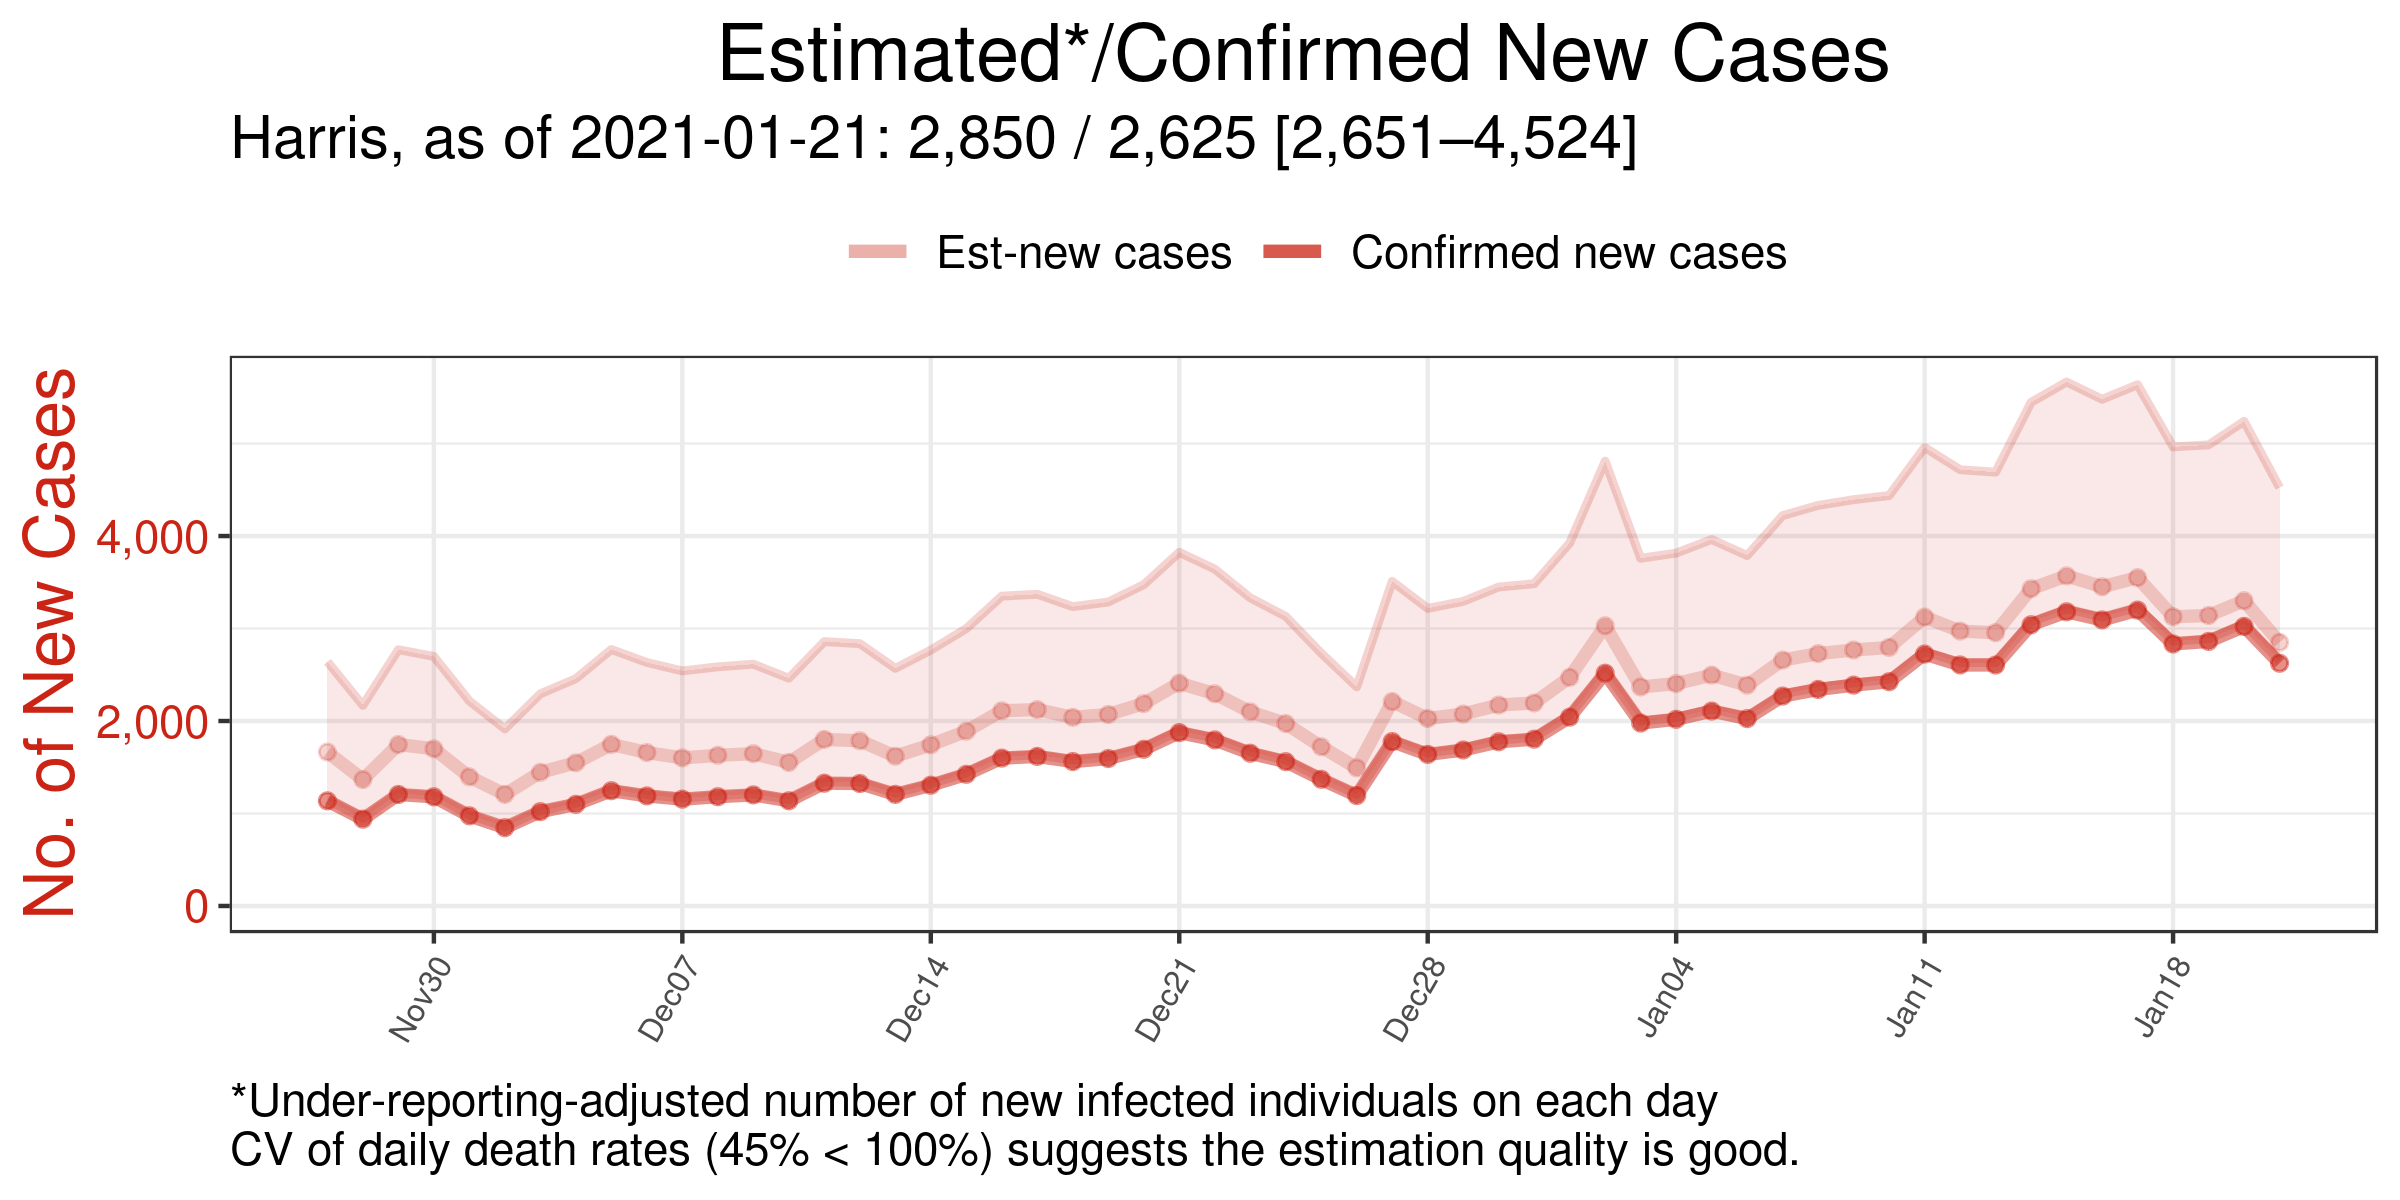 Estimated*/Confirmed New Cases
Harris, as of 2021-01-21: 2,850 / 2,625 [2,651–4,524]
Est-new cases Confirmed new cases
No. of New Cases
4,000
2,000
0
Nov30 Dec07 Dec14 Dec21 Dec28 Jan04 Jan11 Jan18
*Under-reporting-adjusted number of new infected individuals on each day
CV of daily death rates (45% < 100%) suggests the estimation quality is good.